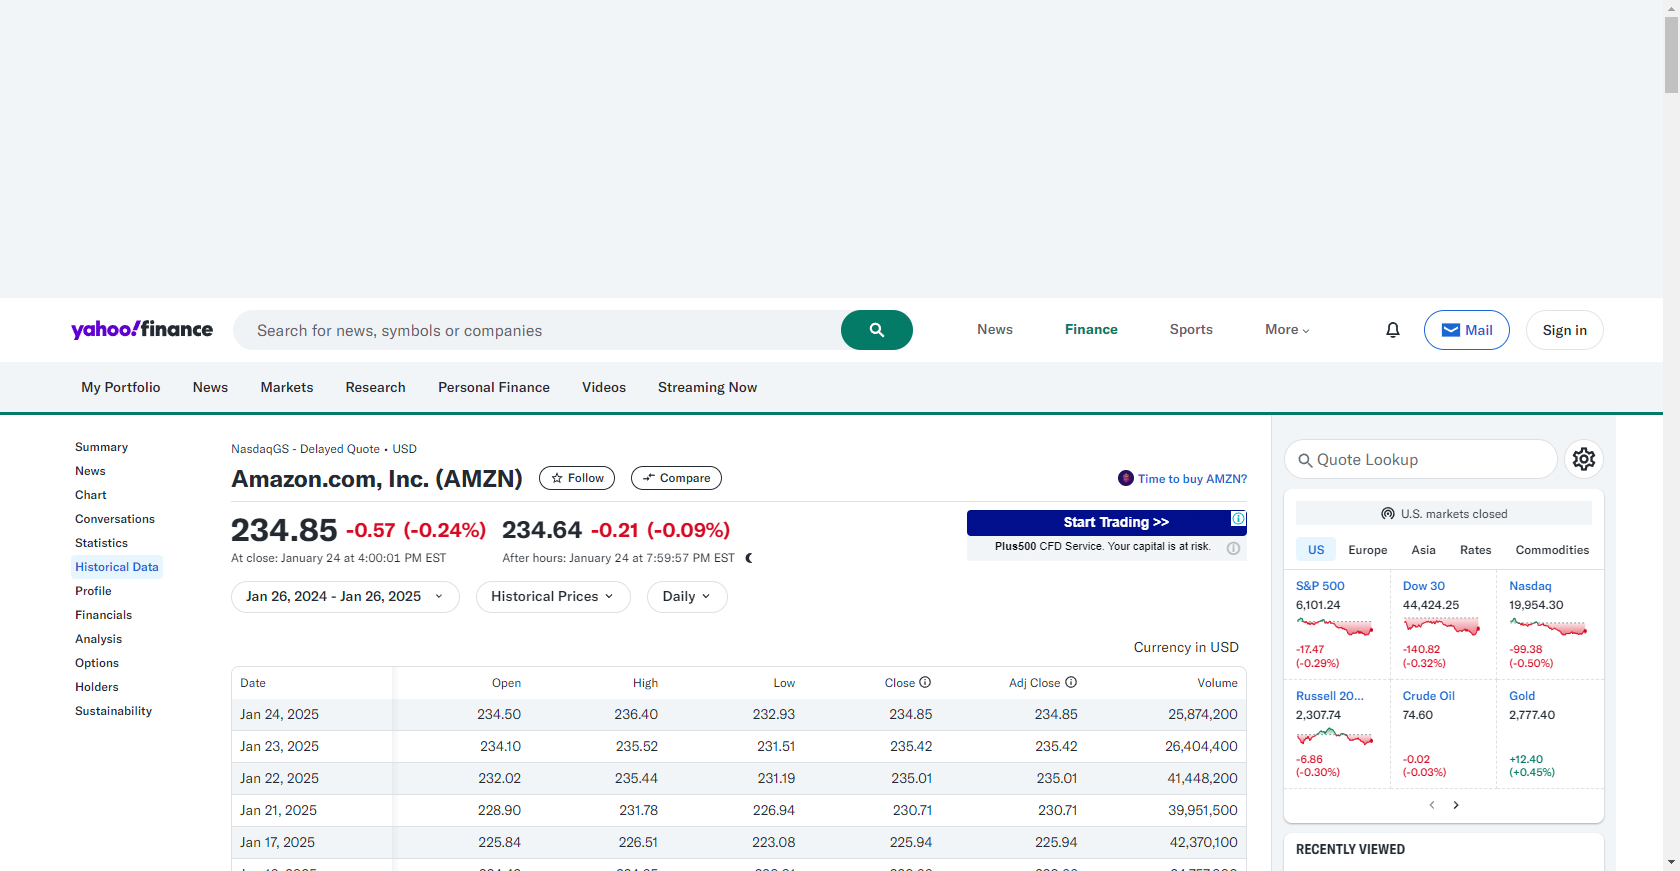 yahoo!finance
Search for news, symbols or companies
News
Finance
Sports
More
Mail
Sign in
My Portfolio
News
Markets
Research
Personal Finance
Videos
Streaming Now
Summary
News
Chart
Conversations
Statistics
Historical Data
Profile
Financials
Analysis
Options
Holders
Sustainability
NasdaqGS - Delayed Quote • USD
Amazon.com, Inc. (AMZN)
Follow
Compare
Time to buy AMZN?
234.85 -0.57 (-0.24%)
At close: January 24 at 4:00:01 PM EST
234.64 -0.21 (-0.09%)
After hours: January 24 at 7:59:57 PM EST
Start Trading >>
Plus500 CFD Service. Your capital is at risk.
Jan 26, 2024 - Jan 26, 2025
Historical Prices
Daily
Currency in USD
Date Open High Low Close Adj Close Volume
Jan 24, 2025 234.50 236.40 232.93 234.85 234.85 25,874,200
Jan 23, 2025 234.10 235.52 231.51 235.42 235.42 26,404,400
Jan 22, 2025 232.02 235.44 231.19 235.01 235.01 41,448,200
Jan 21, 2025 228.90 231.78 226.94 230.71 230.71 39,951,500
Jan 17, 2025 225.84 226.51 223.08 225.94 225.94 42,370,100
Quote Lookup
U.S. markets closed
US
Europe
Asia
Rates
Commodities
S&P 500
6,101.24
-17.47
(-0.29%)
Dow 30
44,424.25
-140.82
(-0.32%)
Nasdaq
19,954.30
-99.38
(-0.50%)
Russell 20...
2,307.74
-6.86
(-0.30%)
Crude Oil
74.60
-0.02
(-0.03%)
Gold
2,777.40
+12.40
(+0.45%)
RECENTLY VIEWED